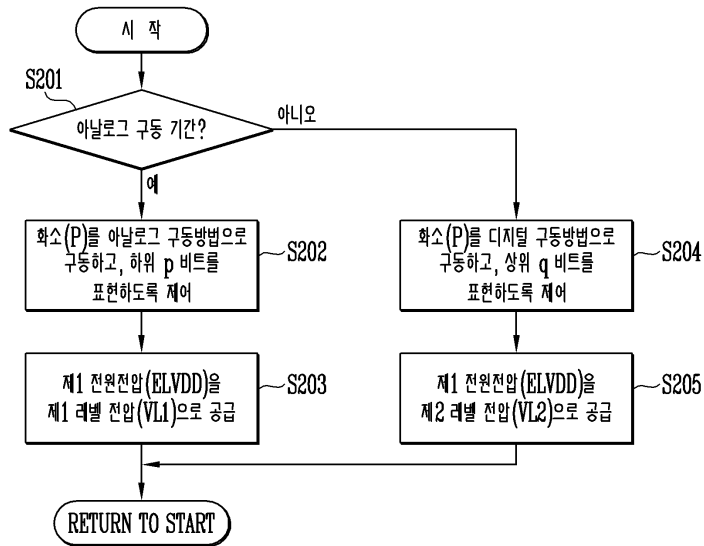 시 작
S201
아날로그 구동 기간?
아니오
예
화소(P)를 아날로그 구동방법으로
구동하고, 하위 p 비트를
표현하도록 제어
S202
화소(P)를 디지털 구동방법으로
구동하고, 상위 q 비트를
표현하도록 제어
S204
제1 전원전압(ELVDD)을
제1 레벨 전압(VL1)으로 공급
S203
제1 전원전압(ELVDD)을
제2 레벨 전압(VL2)으로 공급
S205
RETURN TO START